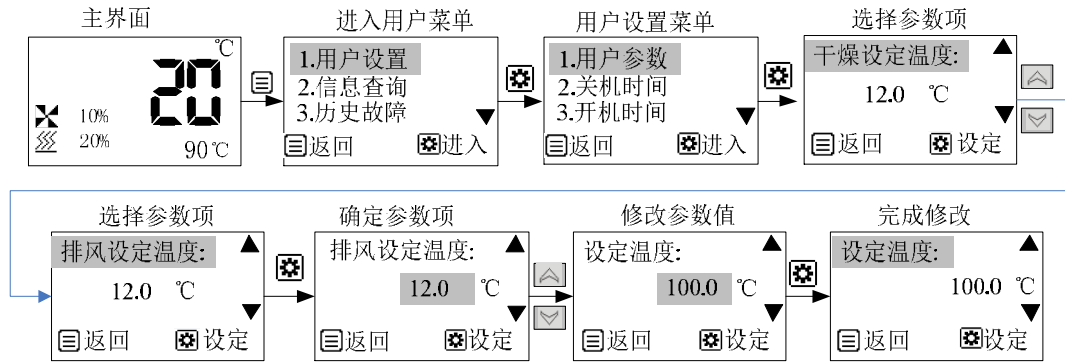 主界面
℃
20
10%
20%
90℃
进入用户菜单
1.用户设置
2.信息查询
3.历史故障
返回 进入
用户设置菜单
1.用户参数
2.关机时间
3.开机时间
返回 进入
选择参数项
干燥设定温度:
12.0 ℃
返回 设定
选择参数项
排风设定温度:
12.0 ℃
返回 设定
确定参数项
排风设定温度:
12.0 ℃
返回 设定
修改参数值
设定温度:
100.0 ℃
返回 设定
完成修改
设定温度:
100.0 ℃
返回 设定